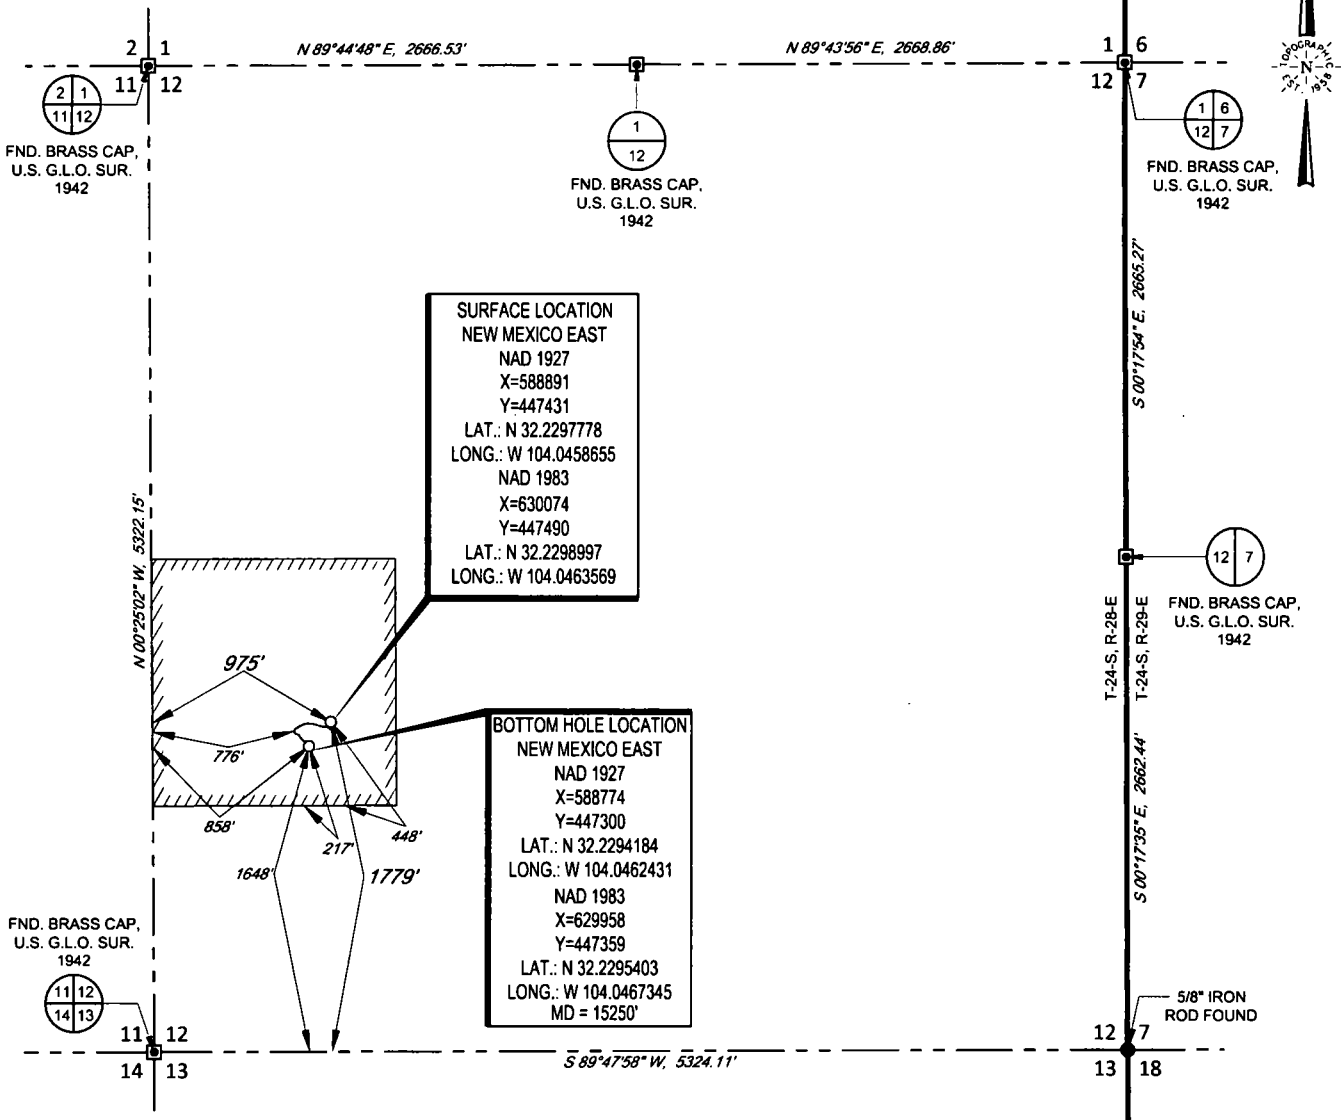 2 1
11 12
N 89°44'48" E, 2666.53'
N 89°43'56" E, 2668.86'
1 6
12 7
TOPOGRAPHIC
N
EST. 1958
2 1
11 12
FND. BRASS CAP,
U.S. G.L.O. SUR.
1942
1
12
FND. BRASS CAP,
U.S. G.L.O. SUR.
1942
1 6
12 7
FND. BRASS CAP,
U.S. G.L.O. SUR.
1942
S 00°17'54" E, 2665.27'
SURFACE LOCATION
NEW MEXICO EAST
NAD 1927
X=588891
Y=447431
LAT.: N 32.2297778
LONG.: W 104.0458655
NAD 1983
X=630074
Y=447490
LAT.: N 32.2298997
LONG.: W 104.0463569
N 00°25'02" W, 5322.15'
12 7
FND. BRASS CAP,
U.S. G.L.O. SUR.
1942
T-24-S, R-28-E
T-24-S, R-29-E
975'
776'
858'
217'
448'
1648'
1779'
BOTTOM HOLE LOCATION
NEW MEXICO EAST
NAD 1927
X=588774
Y=447300
LAT.: N 32.2294184
LONG.: W 104.0462431
NAD 1983
X=629958
Y=447359
LAT.: N 32.2295403
LONG.: W 104.0467345
MD = 15250'
S 00°17'35" E, 2662.44'
FND. BRASS CAP,
U.S. G.L.O. SUR.
1942
11 12
14 13
5/8" IRON
ROD FOUND
11 12
14 13
S 89°47'58" W, 5324.11'
12 7
13 18